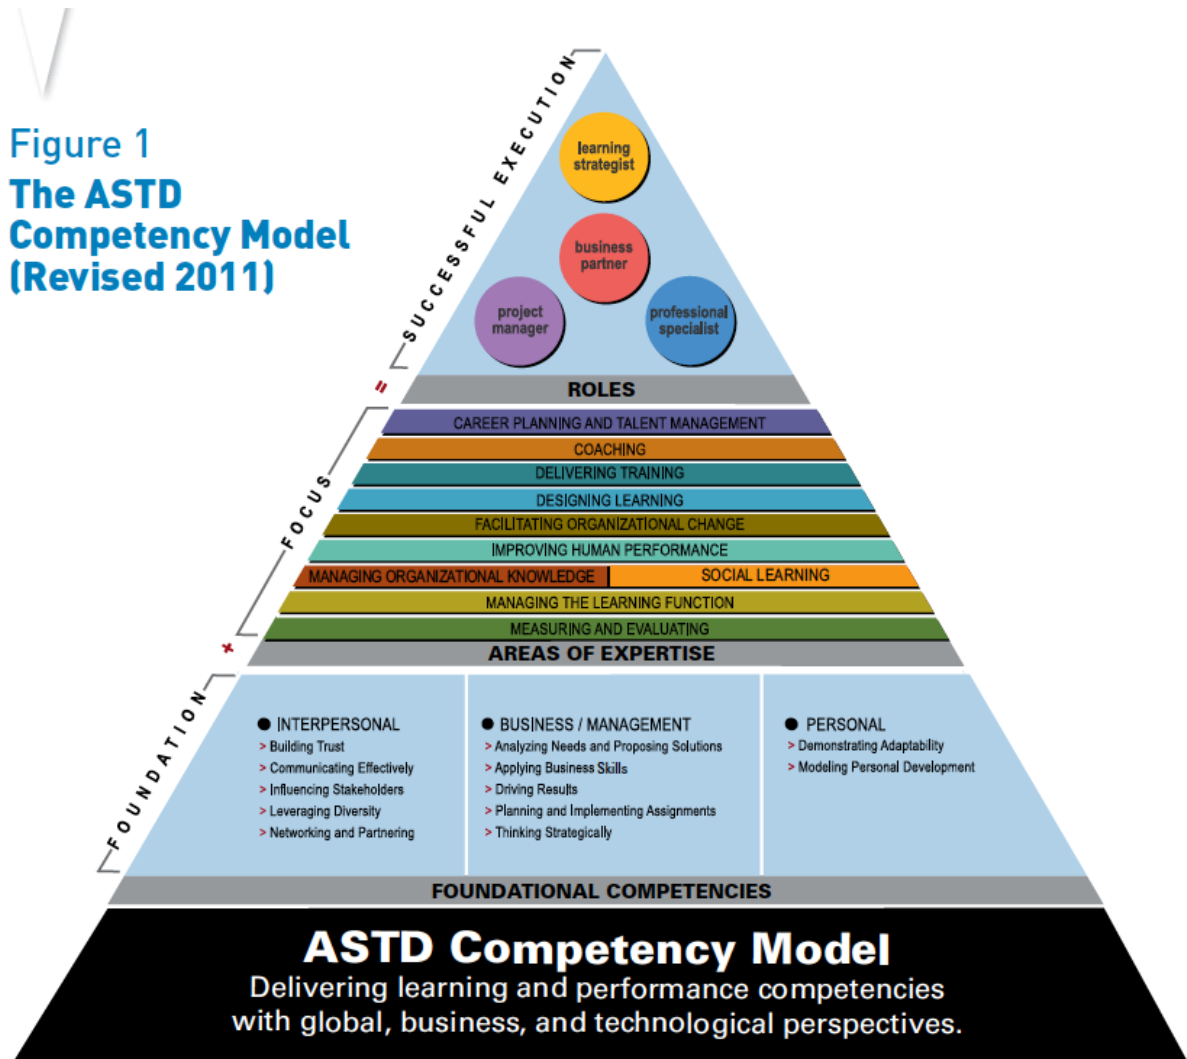 Figure 1
The ASTD
Competency Model
(Revised 2011)
SUCCESSFUL EXECUTION
learning
strategist
business
partner
project
manager
professional
specialist
=
ROLES
FOCUS
CAREER PLANNING AND TALENT MANAGEMENT
COACHING
DELIVERING TRAINING
DESIGNING LEARNING
FACILITATING ORGANIZATIONAL CHANGE
IMPROVING HUMAN PERFORMANCE
MANAGING ORGANIZATIONAL KNOWLEDGE
SOCIAL LEARNING
MANAGING THE LEARNING FUNCTION
MEASURING AND EVALUATING
+
AREAS OF EXPERTISE
FOUNDATION
● INTERPERSONAL
> Building Trust
> Communicating Effectively
> Influencing Stakeholders
> Leveraging Diversity
> Networking and Partnering
● BUSINESS / MANAGEMENT
> Analyzing Needs and Proposing Solutions
> Applying Business Skills
> Driving Results
> Planning and Implementing Assignments
> Thinking Strategically
● PERSONAL
> Demonstrating Adaptability
> Modeling Personal Development
FOUNDATIONAL COMPETENCIES
ASTD Competency Model
Delivering learning and performance competencies
with global, business, and technological perspectives.